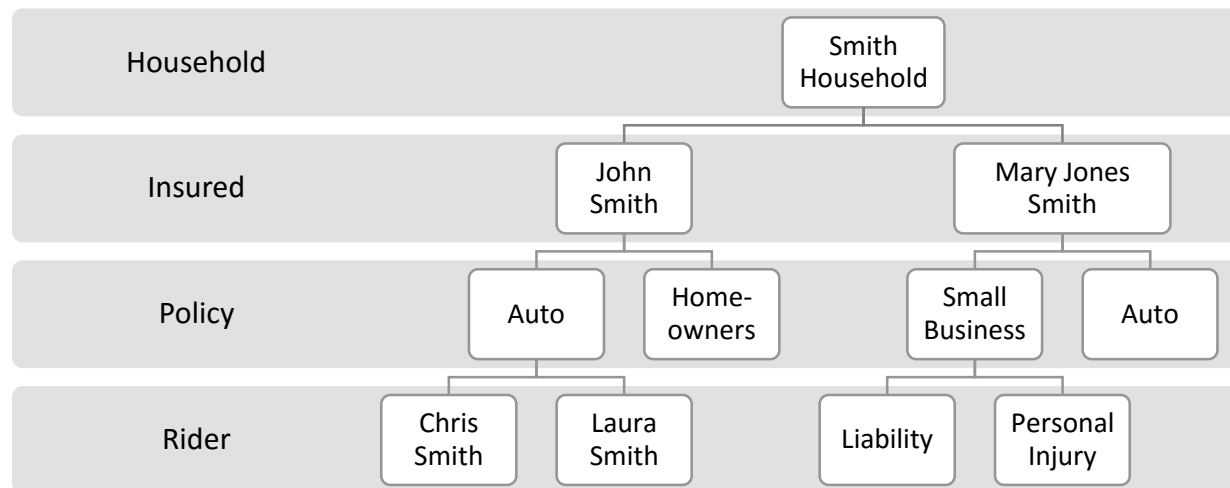 Household
Smith
Household
Insured
John
Smith
Mary Jones
Smith
Policy
Auto
Home-
owners
Small
Business
Auto
Rider
Chris
Smith
Laura
Smith
Liability
Personal
Injury